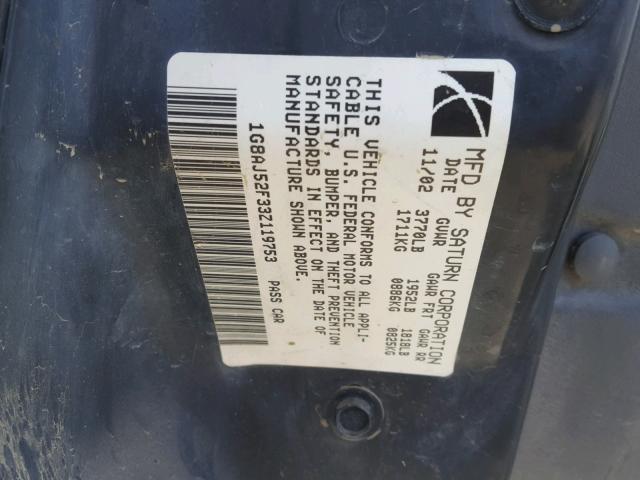 MFD BY SATURN CORPORATION
DATE GVWR GAWR FRT GAWR RR
11/02 3770LB 1952LB 1818LB
1711KG 0886KG 0825KG
THIS VEHICLE CONFORMS TO ALL APPLI-
CABLE U.S. FEDERAL MOTOR VEHICLE
SAFETY, BUMPER, AND THEFT PREVENTION
STANDARDS IN EFFECT ON THE DATE OF
MANUFACTURE SHOWN ABOVE.
1G8AJ52F33Z119753 PASS CAR